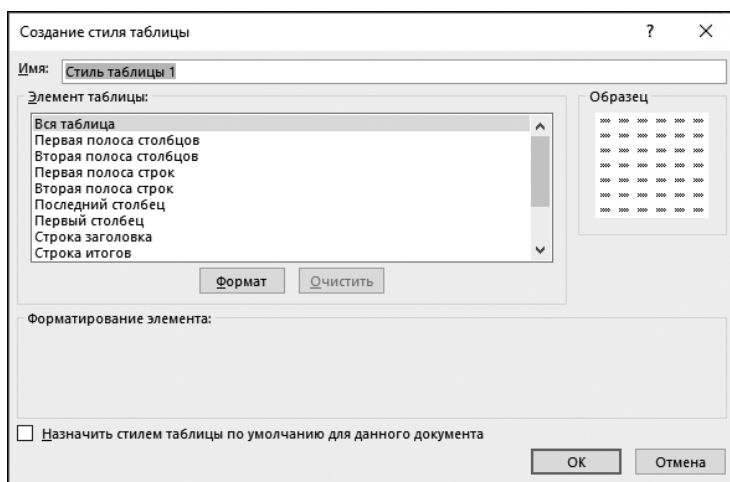 Создание стиля таблицы
Имя: Стиль таблицы 1
Элемент таблицы:
Вся таблица
Первая полоса столбцов
Вторая полоса столбцов
Первая полоса строк
Вторая полоса строк
Последний столбец
Первый столбец
Строка заголовка
Строка итогов
Формат
Очистить
Образец
Форматирование элемента:
Назначить стилем таблицы по умолчанию для данного документа
ОК
Отмена